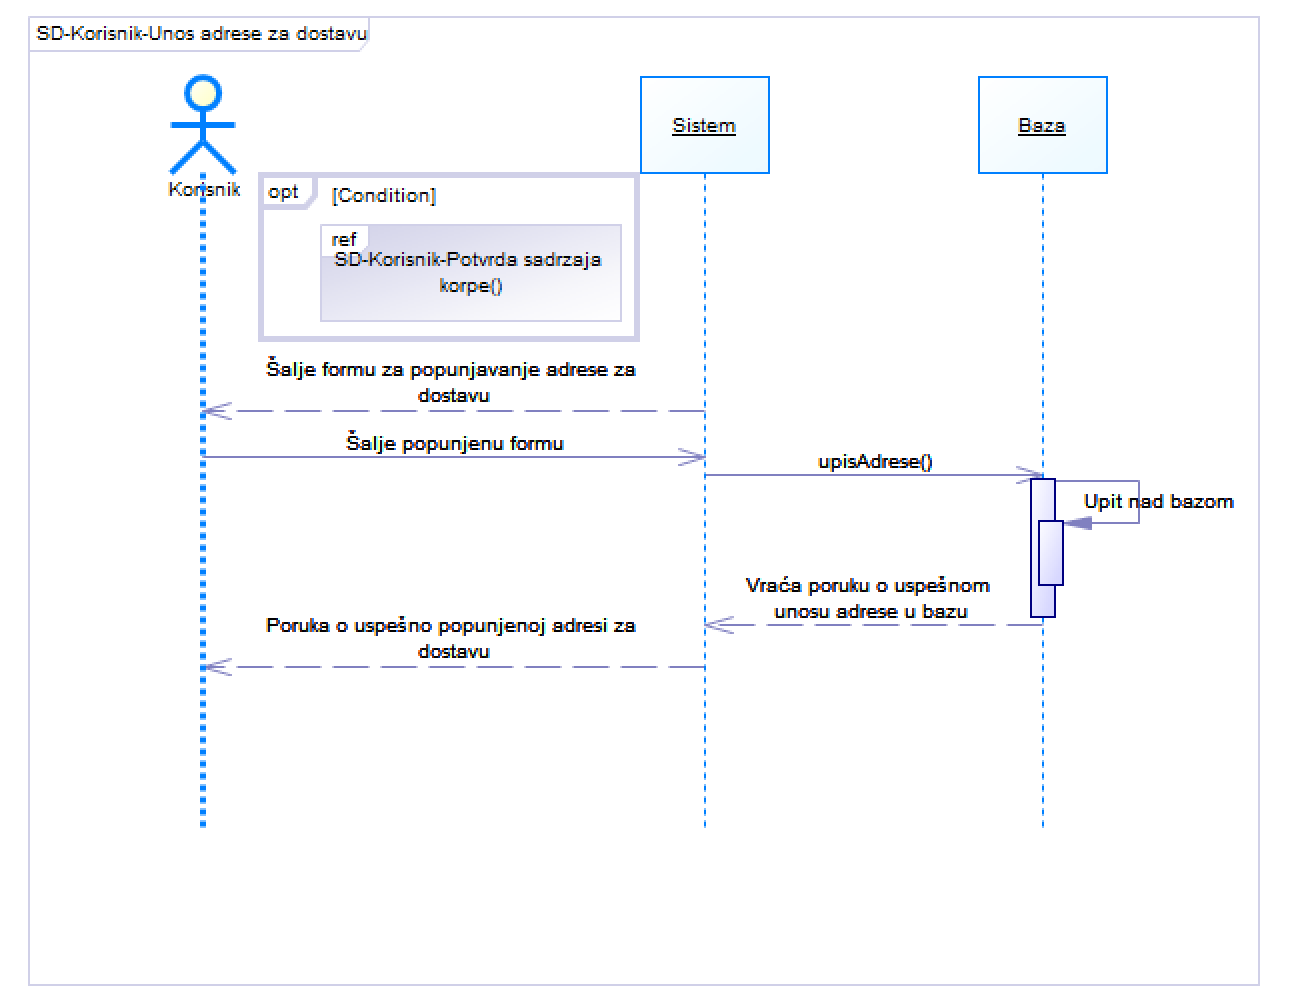 SD-Korisnik-Unos adrese za dostavu
Sistem
Baza
Korisnik
opt
[Condition]
ref
SD-Korisnik-Potvrda sadrzaja
korpe()
Šalje formu za popunjavanje adrese za
dostavu
Šalje popunjenu formu
upisAdrese()
Upit nad bazom
Vraća poruku o uspešnom
unosu adrese u bazu
Poruka o uspešno popunjenoj adresi za
dostavu